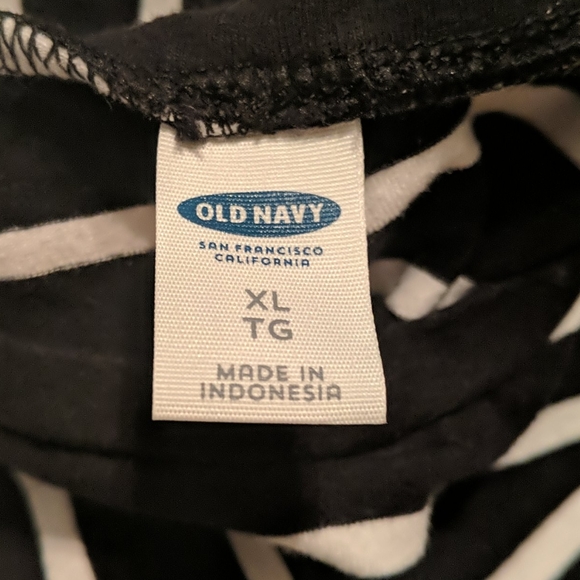 OLD NAVY
SAN FRANCISCO
CALIFORNIA
XL
TG
MADE IN
INDONESIA